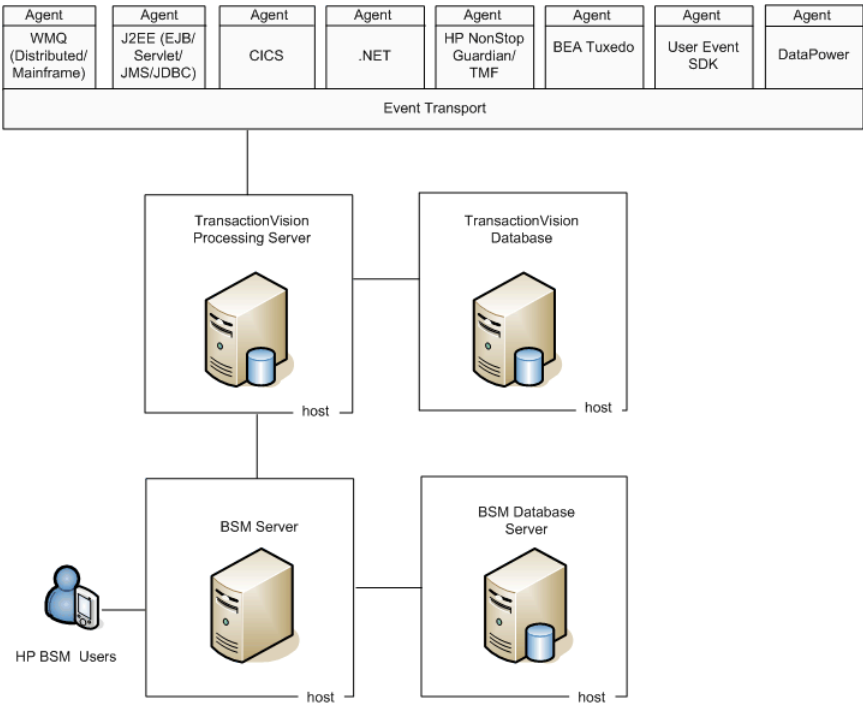 Agent
WMQ
(Distributed/
Mainframe)
Agent
J2EE (EJB/
Servlet/
JMS/JDBC)
Agent
CICS
Agent
.NET
Agent
HP NonStop
Guardian/
TMF
Agent
BEA Tuxedo
Agent
User Event
SDK
Agent
DataPower
Event Transport
TransactionVision
Processing Server
host
TransactionVision
Database
host
BSM Server
host
BSM Database
Server
host
HP BSM Users